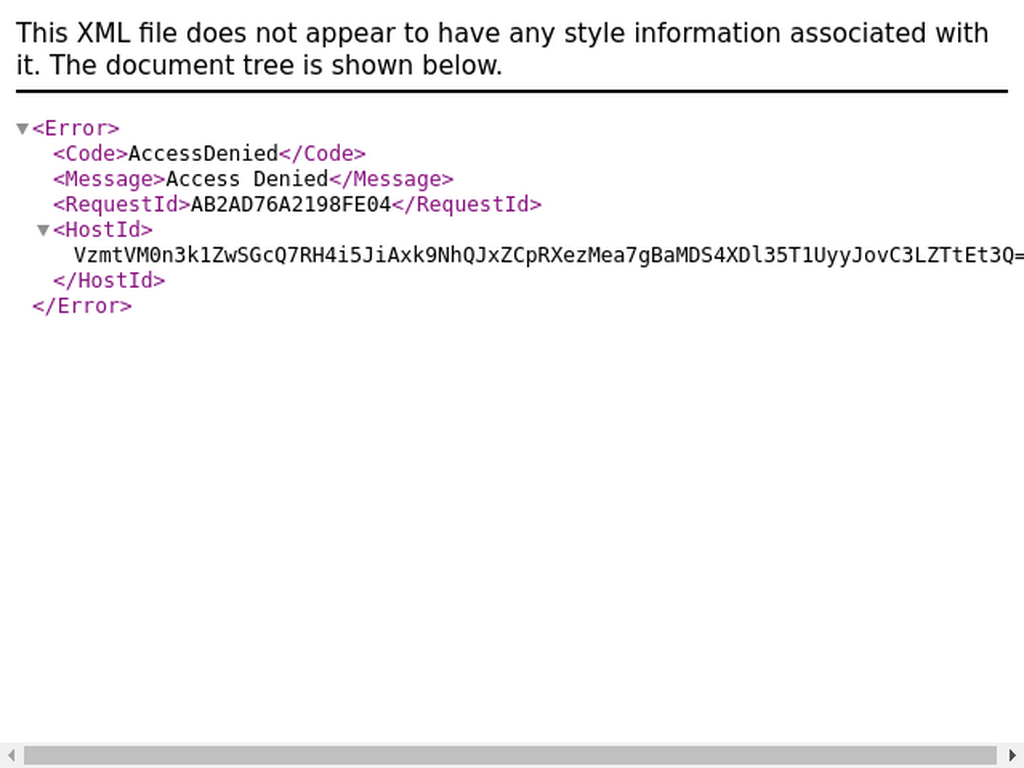 This XML file does not appear to have any style information associated with
it. The document tree is shown below.
<Error>
<Code>AccessDenied</Code>
<Message>Access Denied</Message>
<RequestId>AB2AD76A2198FE04</RequestId>
<HostId>
VzmtVM0n3k1ZwSGcQ7RH4i5JiAxk9NhQJxZCpRXezMea7gBaMDS4XDl35T1UyyJovC3LZTtEt3Q=
</HostId>
</Error>